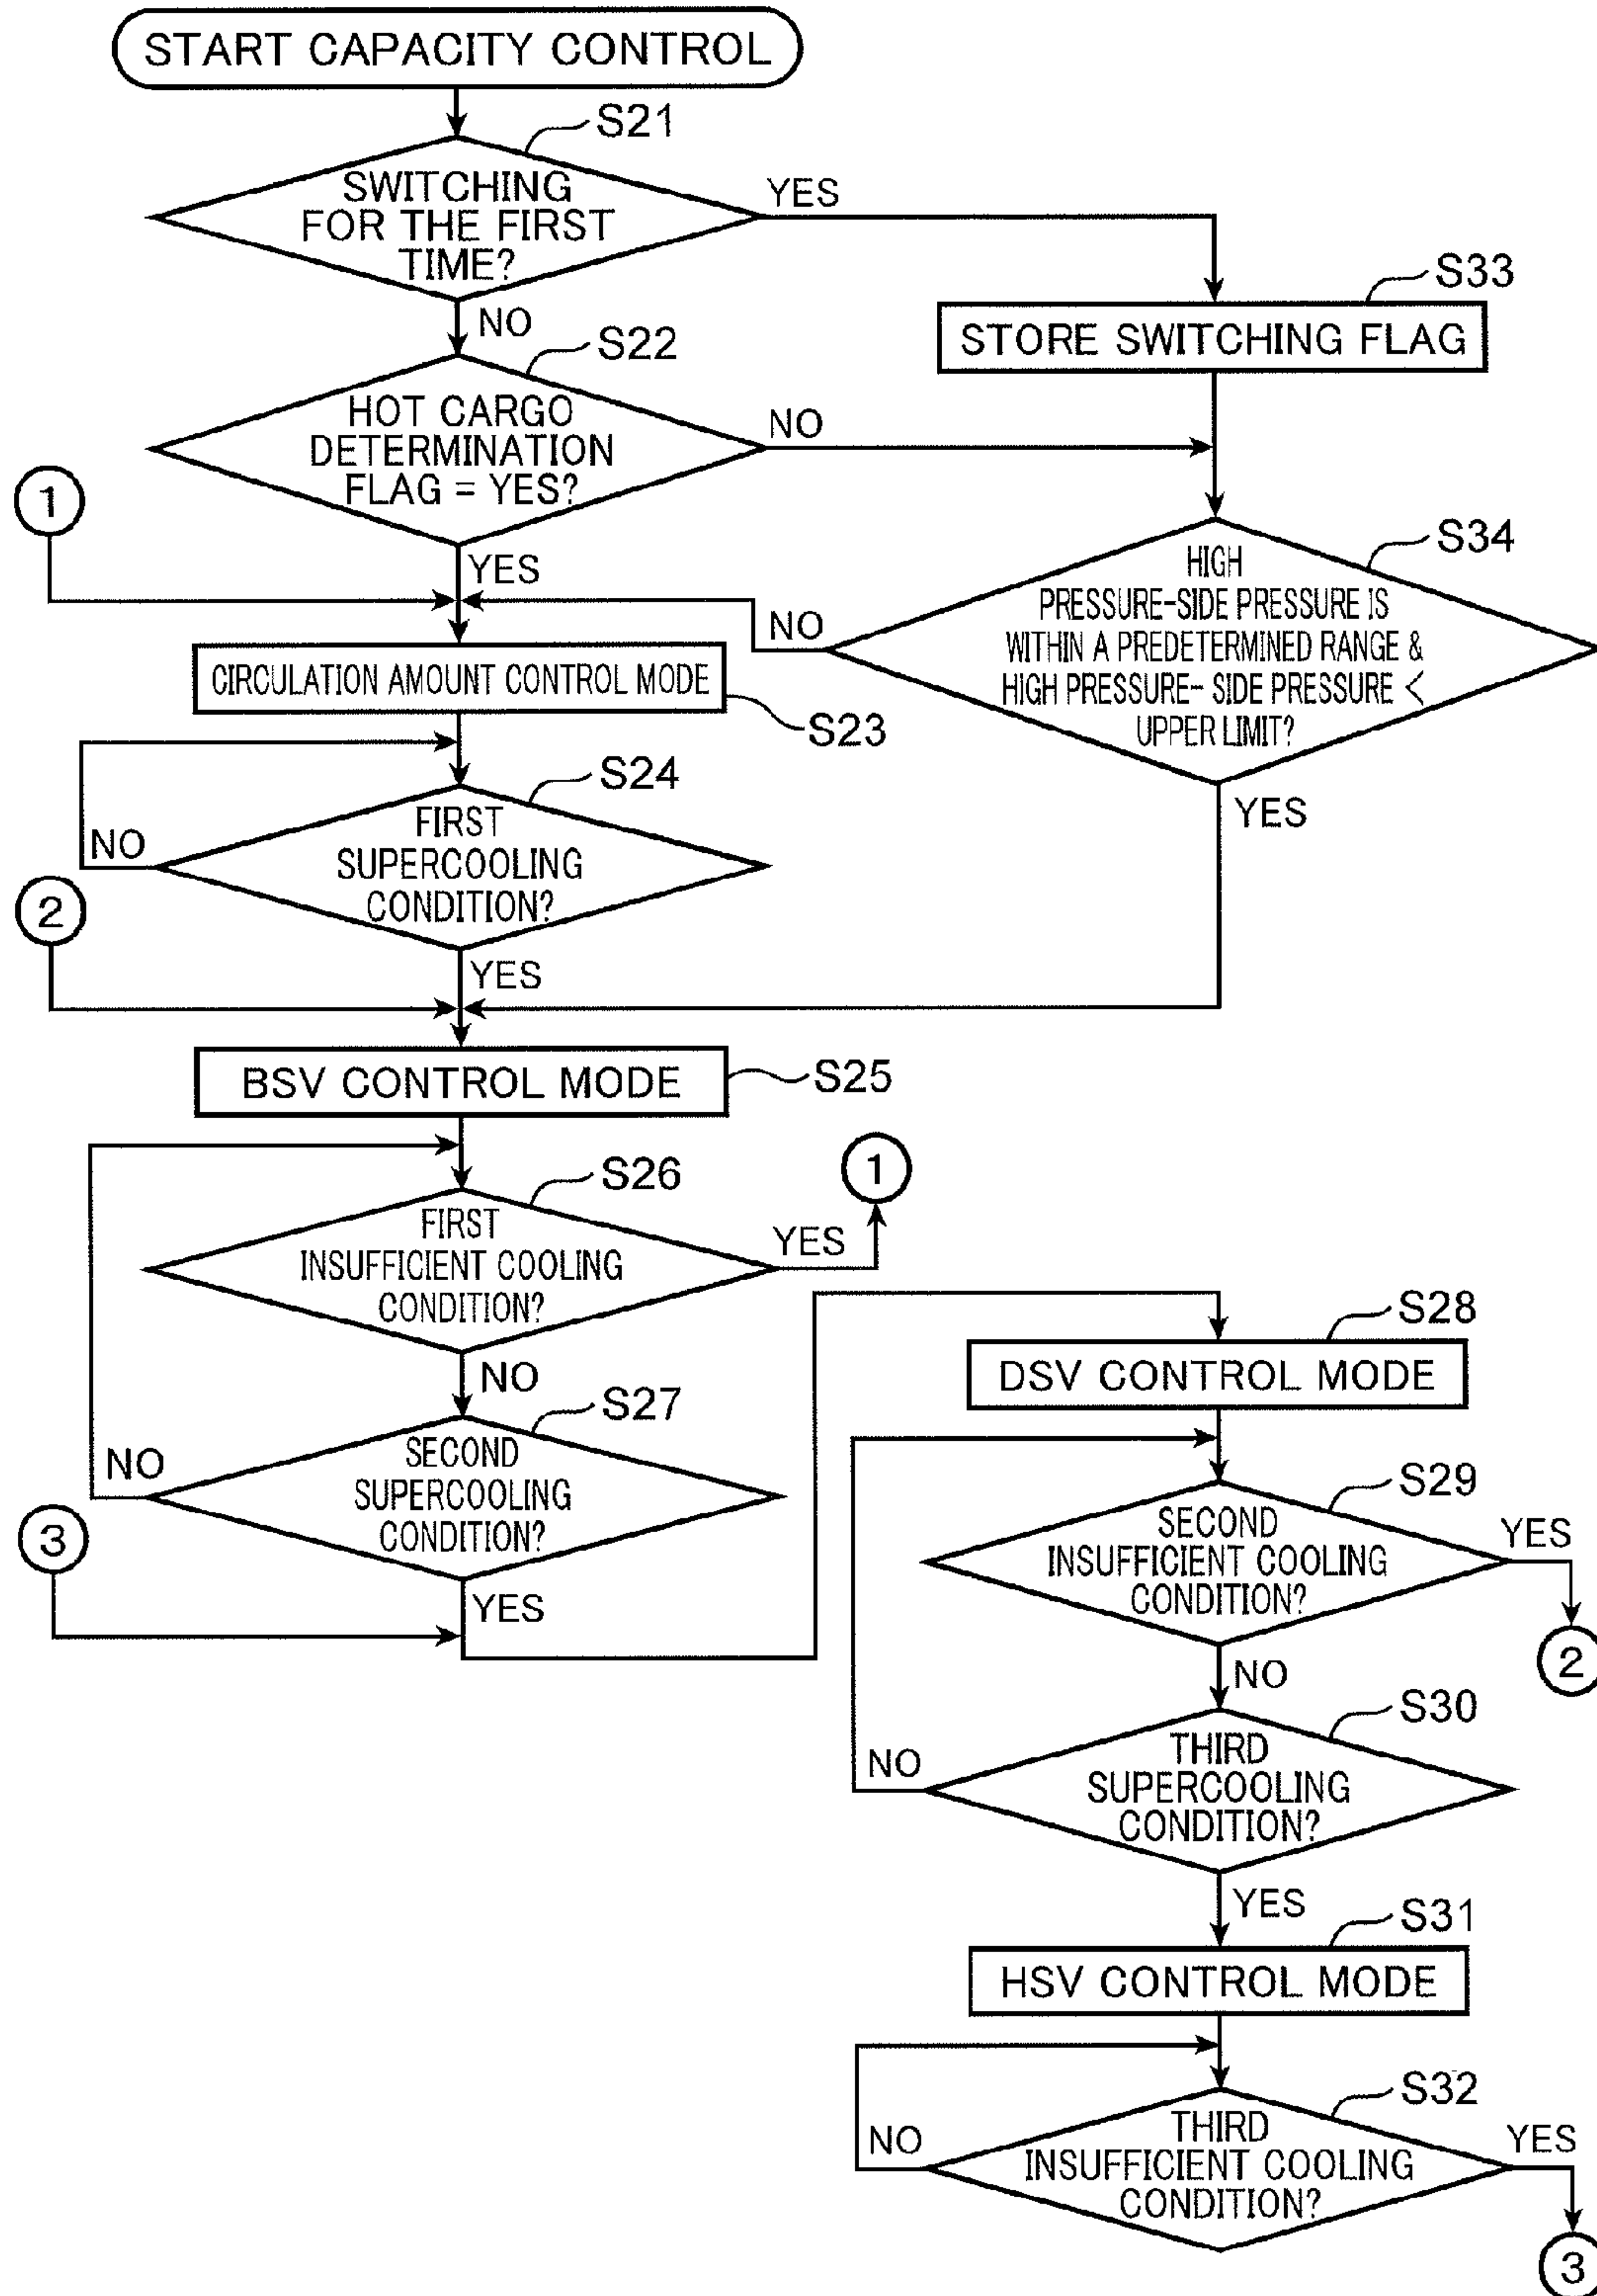 START CAPACITY CONTROL
S21
SWITCHING
FOR THE FIRST
TIME?
YES
NO
S33
STORE SWITCHING FLAG
S22
HOT CARGO
DETERMINATION
FLAG = YES?
NO
YES
1
S34
HIGH
PRESSURE-SIDE PRESSURE IS
WITHIN A PREDETERMINED RANGE &
HIGH PRESSURE- SIDE PRESSURE <
UPPER LIMIT?
NO
YES
CIRCULATION AMOUNT CONTROL MODE
S23
S24
FIRST
SUPERCOOLING
CONDITION?
NO
YES
2
BSV CONTROL MODE
S25
S26
FIRST
INSUFFICIENT COOLING
CONDITION?
YES
1
NO
S27
SECOND
SUPERCOOLING
CONDITION?
NO
YES
3
S28
DSV CONTROL MODE
S29
SECOND
INSUFFICIENT COOLING
CONDITION?
YES
2
NO
S30
THIRD
SUPERCOOLING
CONDITION?
NO
YES
S31
HSV CONTROL MODE
S32
THIRD
INSUFFICIENT COOLING
CONDITION?
NO
YES
3